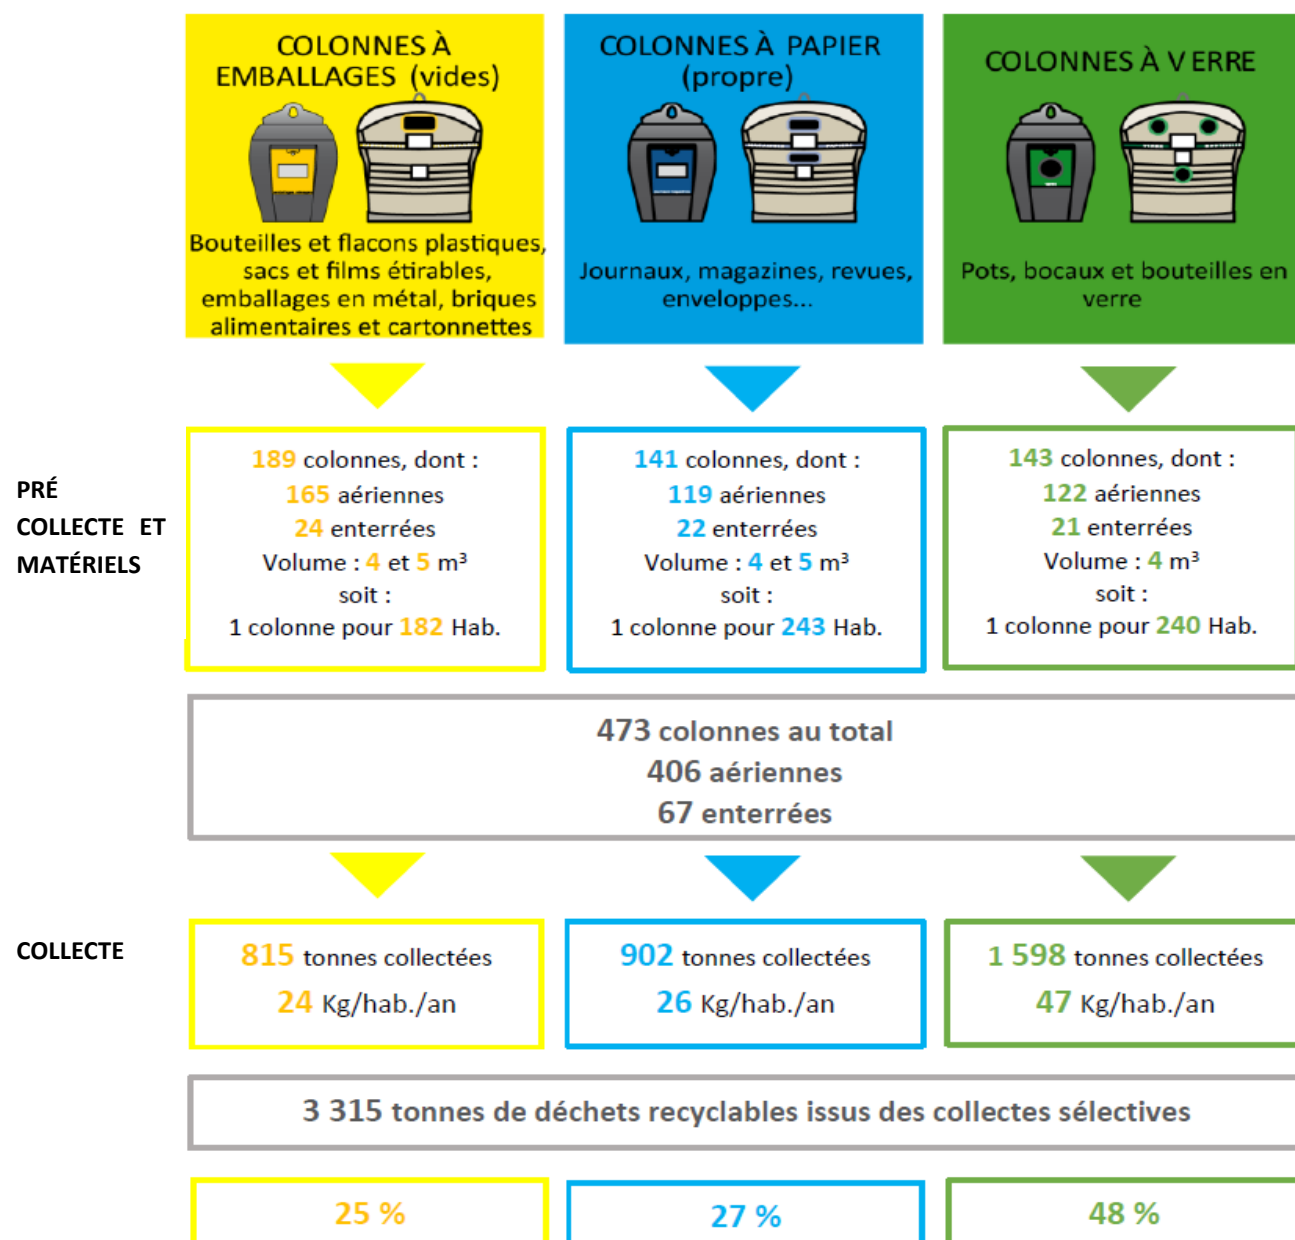 COLONNES À
EMBALLAGES (vides)
Bouteilles et flacons plastiques,
sacs et films étirables,
emballages en métal, briques
alimentaires et cartonnettes
COLONNES À PAPIER
(propre)
Journaux, magazines, revues,
enveloppes...
COLONNES À VERRE
Pots, bocaux et bouteilles en
verre
PRÉ
COLLECTE ET
MATÉRIELS
189 colonnes, dont :
165 aériennes
24 enterrées
Volume : 4 et 5 m³
soit :
1 colonne pour 182 Hab.
141 colonnes, dont :
119 aériennes
22 enterrées
Volume : 4 et 5 m³
soit :
1 colonne pour 243 Hab.
143 colonnes, dont :
122 aériennes
21 enterrées
Volume : 4 m³
soit :
1 colonne pour 240 Hab.
473 colonnes au total
406 aériennes
67 enterrées
COLLECTE
815 tonnes collectées
24 Kg/hab./an
902 tonnes collectées
26 Kg/hab./an
1 598 tonnes collectées
47 Kg/hab./an
3 315 tonnes de déchets recyclables issus des collectes sélectives
25 %
27 %
48 %